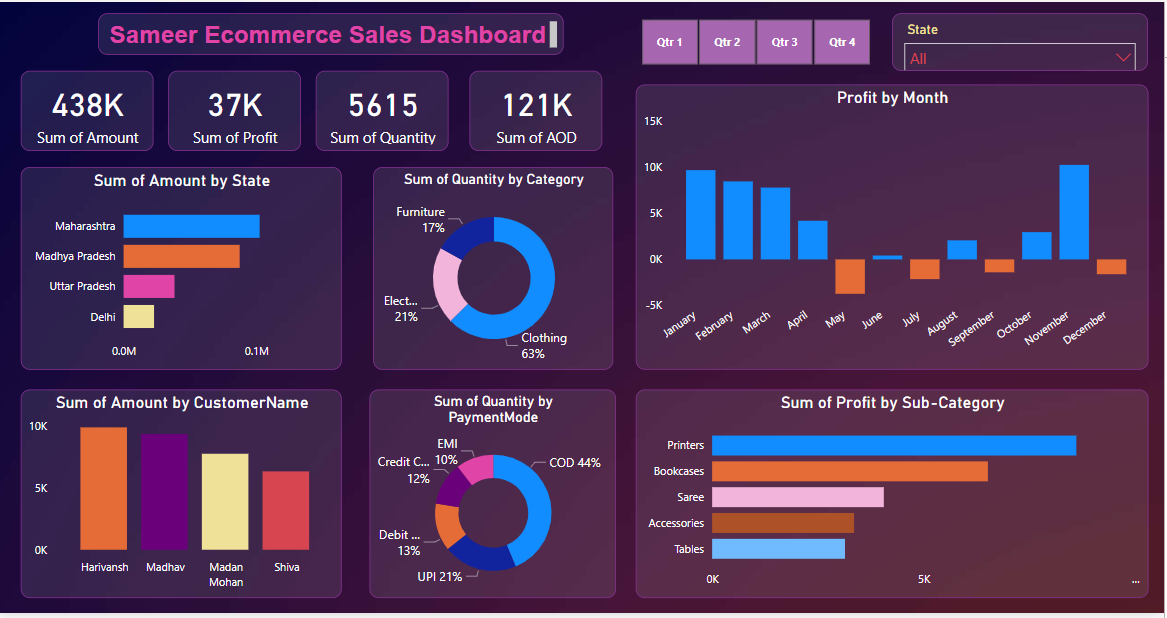 Sameer Ecommerce Sales Dashboard
Qtr 1
Qtr 2
Qtr 3
Qtr 4
State
All
438K
Sum of Amount
37K
Sum of Profit
5615
Sum of Quantity
121K
Sum of AOD
Sum of Amount by State
Maharashtra
Madhya Pradesh
Uttar Pradesh
Delhi
0.0M
0.1M
Sum of Quantity by Category
Furniture
17%
Elect...
21%
Clothing
63%
Profit by Month
15K
10K
5K
0K
-5K
January
February
March
April
May
June
July
August
September
October
November
December
Sum of Amount by CustomerName
10K
5K
0K
Harivansh
Madhav
Madan
Mohan
Shiva
Sum of Quantity by
PaymentMode
EMI
10%
Credit C...
12%
Debit ...
13%
UPI 21%
COD 44%
Sum of Profit by Sub-Category
Printers
Bookcases
Saree
Accessories
Tables
0K
5K
...